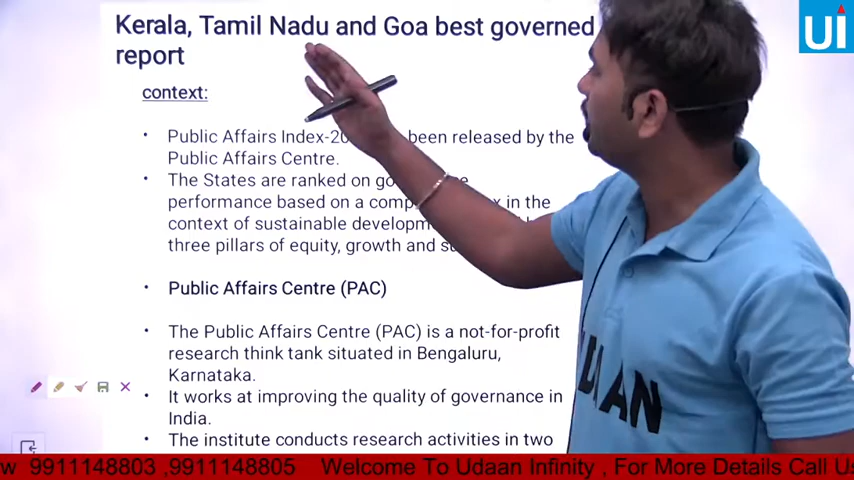 Kerala, Tamil Nadu and Goa best governed
report
context:
• Public Affairs Index-20 been released by the
Public Affairs Centre.
• The States are ranked on
performance based on a in the
context of sustainable
three pillars of equity, growth and
• Public Affairs Centre (PAC)
• The Public Affairs Centre (PAC) is a not-for-profit
research think tank situated in Bengaluru,
Karnataka.
• It works at improving the quality of governance in
India.
• The institute conducts research activities in two
UI
UDAAN
w 9911148803 ,9911148805 Welcome To Udaan Infinity , For More Details Call Us